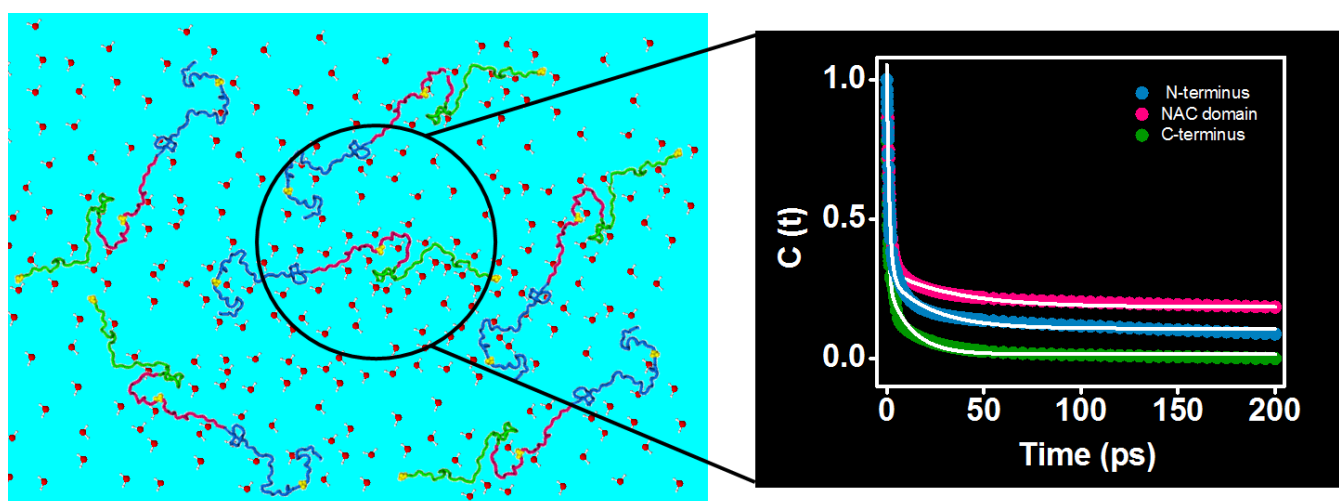 N-terminus
NAC domain
C-terminus
1.0
0.5
0.0
C (t)
0 50 100 150 200
Time (ps)